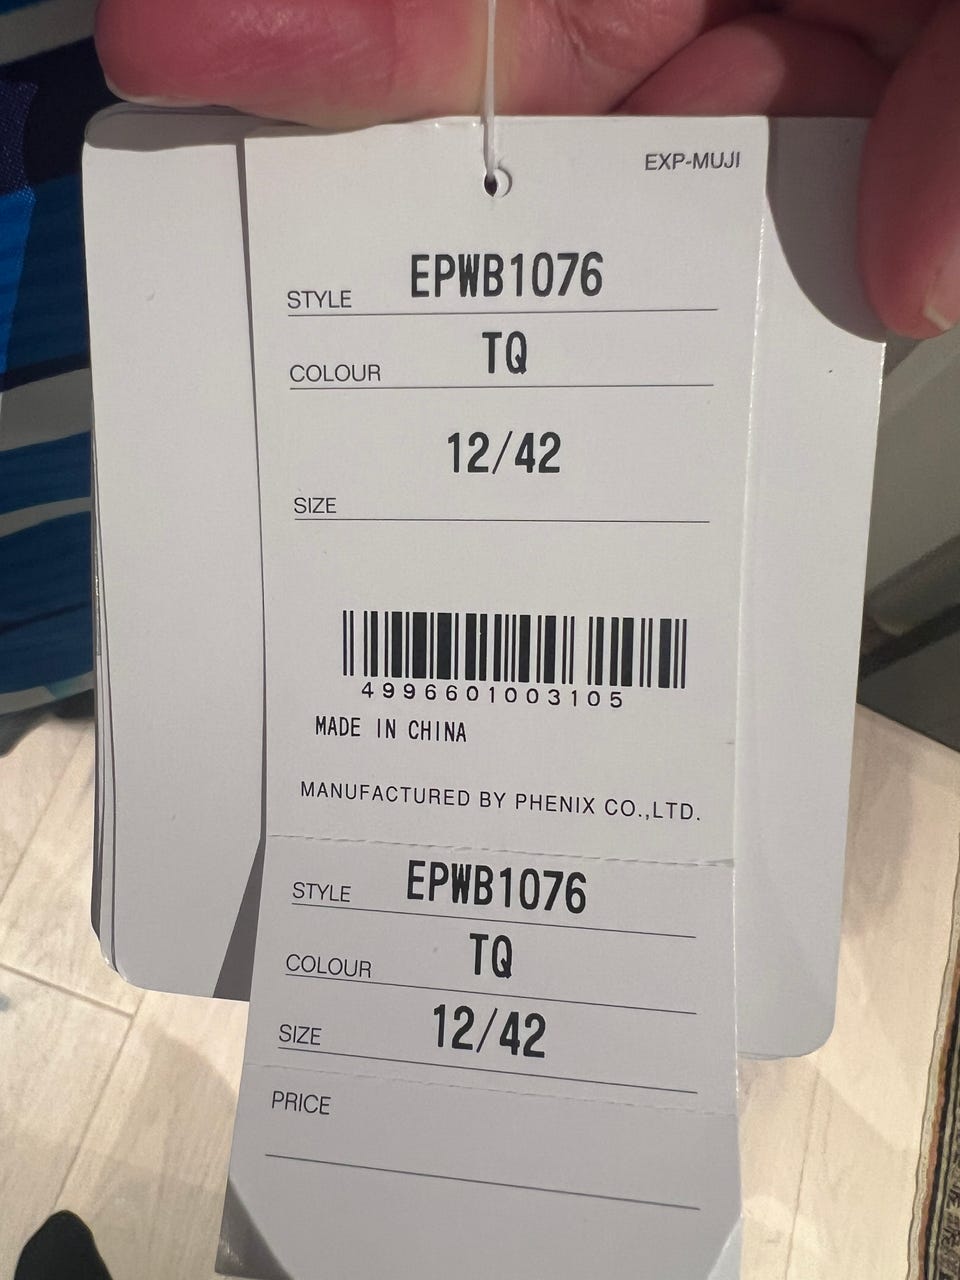 EXP-MUJI
STYLE EPWB1076
COLOUR TQ
SIZE 12/42
4996601003105
MADE IN CHINA
MANUFACTURED BY PHENIX CO.,LTD.
STYLE EPWB1076
COLOUR TQ
SIZE 12/42
PRICE